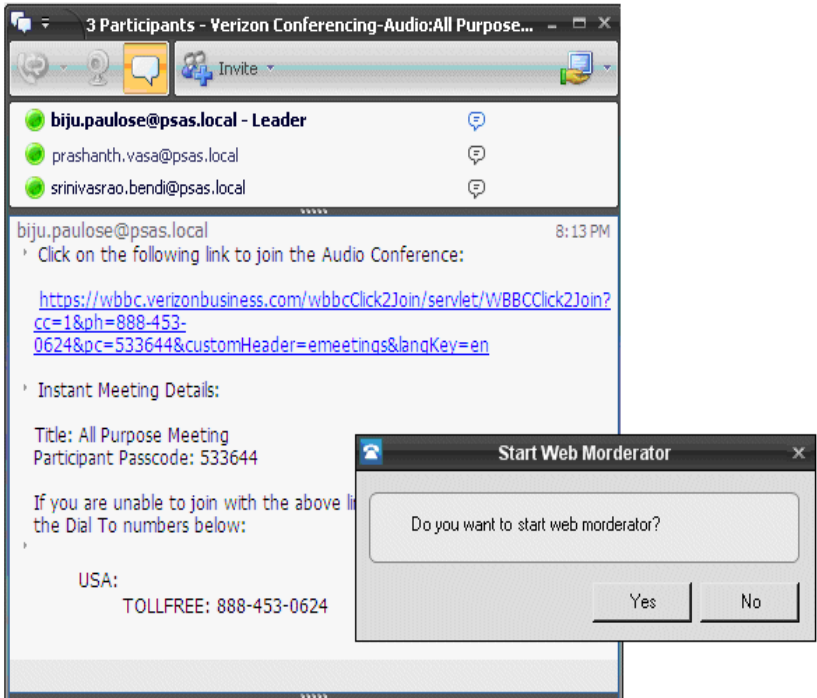 3 Participants - Verizon Conferencing-Audio:All Purpose...
Invite
biju.paulose@psas.local - Leader
prashanth.vasa@psas.local
srinivasrao.bendi@psas.local
biju.paulose@psas.local 8:13 PM
Click on the following link to join the Audio Conference:
https://wbbc.verizonbusiness.com/wbbcClick2Join/servlet/WBBCClick2Join?
cc=1&ph=888-453-
0624&pc=533644&customHeader=emeetings&langKey=en
Instant Meeting Details:
Title: All Purpose Meeting
Participant Passcode: 533644
If you are unable to join with the above
the Dial To numbers below:
USA:
TOLLFREE: 888-453-0624
Start Web Morderator
Do you want to start web morderator?
Yes No